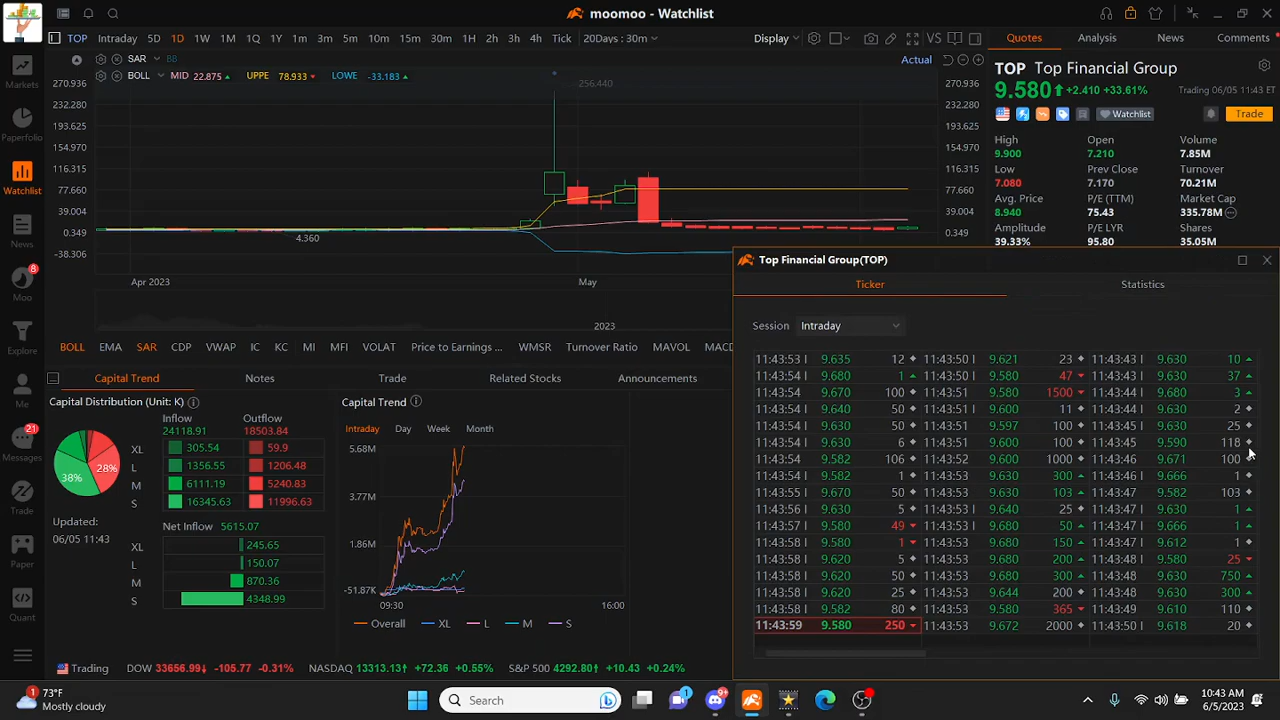 moomoo - Watchlist
TOP Intraday 5D 1D 1W 1M 1Q 1Y 1m 3m 5m 10m 15m 30m 1H 2h 3h 4h Tick 20Days : 30m Display VS
Quotes Analysis News Comments
SAR BB
BOLL MID 22.875 UPPE 78.933 LOWE -33.183
Actual
270.936
232.280
193.625
154.970
116.315
77.660
39.004
0.349
-38.306
256.440
4.360
270.936
232.280
193.625
154.970
116.315
77.660
39.004
0.349
Apr 2023 May
2023
TOP Top Financial Group
9.580 +2.410 +33.61% Trading 06/05 11:43 ET
Watchlist Trade
High Open Volume
9.900 7.210 7.85M
Low Prev Close Turnover
7.080 7.170 70.21M
Avg. Price P/E (TTM) Market Cap
8.940 75.43 335.78M
Amplitude P/E LYR Shares
39.33% 95.80 35.05M
Markets
Paperfolio
Watchlist
News
8
Moo
Explore
Me
21
Messages
Trade
Paper
Quant
BOLL EMA SAR CDP VWAP IC KC MI MFI VOLAT Price to Earnings ... WMSR Turnover Ratio MAVOL MACD
Capital Trend Notes Trade Related Stocks Announcements
Capital Distribution (Unit: K)
Inflow Outflow
24118.91 18503.84
XL 305.54 59.9
L 1356.55 1206.48
M 6111.19 5240.83
S 16345.63 11996.63
38% 28%
Updated:
06/05 11:43
Net Inflow 5615.07
XL 245.65
L 150.07
M 870.36
S 4348.99
Capital Trend
Intraday Day Week Month
5.68M
3.77M
1.86M
-51.87K
09:30 16:00
Overall XL L M S
Top Financial Group(TOP)
Ticker Statistics
Session Intraday
11:43:53 I 9.635 12 11:43:50 I 9.621 23 11:43:43 I 9.630 10
11:43:54 I 9.680 1 11:43:50 I 9.580 47 11:43:43 I 9.630 37
11:43:54 I 9.670 100 11:43:51 9.580 1500 11:43:43 I 9.680 3
11:43:54 I 9.640 50 11:43:51 I 9.600 11 11:43:44 I 9.630 2
11:43:54 I 9.630 50 11:43:51 9.597 100 11:43:45 9.630 25
11:43:54 I 9.630 6 11:43:53 9.600 100 11:43:45 9.590 118
11:43:54 9.582 106 11:43:52 9.600 1000 11:43:46 9.671 100
11:43:54 I 9.582 1 11:43:53 9.630 300 11:43:46 I 9.666 1
11:43:55 I 9.670 50 11:43:53 9.630 103 11:43:47 9.582 103
11:43:56 I 9.630 5 11:43:53 I 9.640 25 11:43:47 I 9.630 1
11:43:57 I 9.580 49 11:43:53 I 9.680 50 11:43:47 I 9.666 1
11:43:58 I 9.580 1 11:43:53 9.680 150 11:43:47 I 9.612 1
11:43:58 I 9.620 5 11:43:53 9.680 200 11:43:48 I 9.580 25
11:43:58 I 9.620 50 11:43:53 9.680 300 11:43:48 9.630 750
11:43:58 I 9.620 25 11:43:53 9.644 200 11:43:48 9.630 300
11:43:58 I 9.582 80 11:43:53 9.580 365 11:43:49 9.610 110
11:43:59 9.580 250 11:43:53 9.672 2000 11:43:50 I 9.618 20
Trading DOW 33656.99 -105.77 -0.31% NASDAQ 13313.13 +72.36 +0.55% S&P 500 4292.80 +10.43 +0.24%
1
73°F
Mostly cloudy
Search
1
9+
10:43 AM
6/5/2023